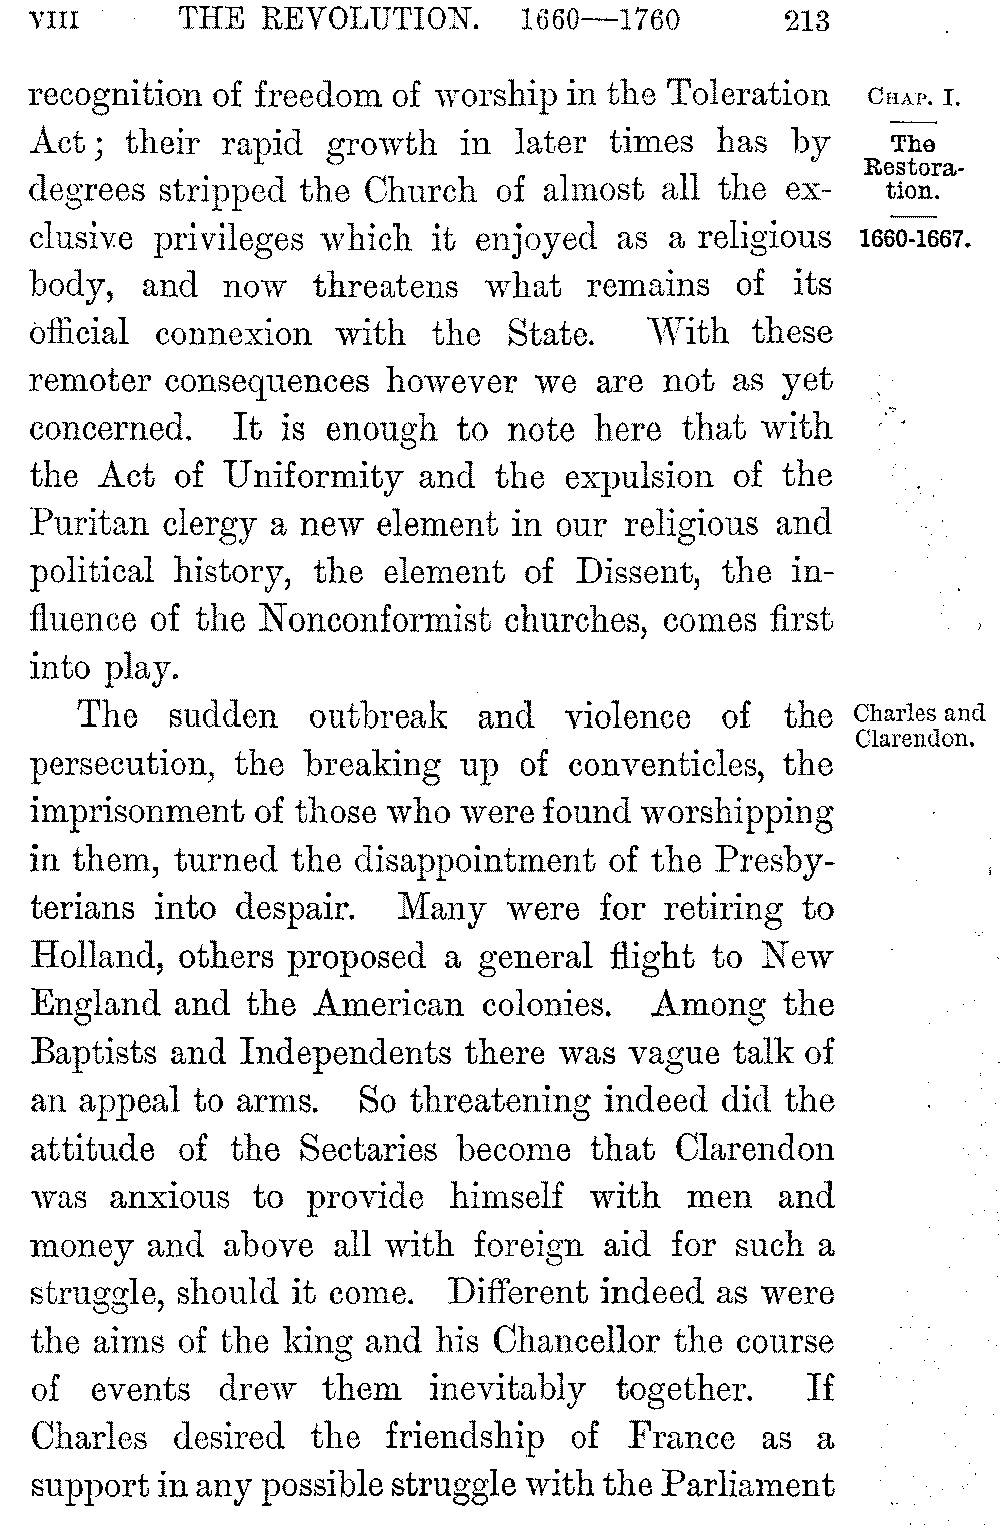 VIII THE REVOLUTION. 1660—1760 213
recognition of freedom of worship in the Toleration
Act; their rapid growth in later times has by
degrees stripped the Church of almost all the ex-
clusive privileges which it enjoyed as a religious
body, and now threatens what remains of its
official connexion with the State. With these
remoter consequences however we are not as yet
concerned. It is enough to note here that with
the Act of Uniformity and the expulsion of the
Puritan clergy a new element in our religious and
political history, the element of Dissent, the in-
fluence of the Nonconformist churches, comes first
into play.
The sudden outbreak and violence of the
persecution, the breaking up of conventicles, the
imprisonment of those who were found worshipping
in them, turned the disappointment of the Presby-
terians into despair. Many were for retiring to
Holland, others proposed a general flight to New
England and the American colonies. Among the
Baptists and Independents there was vague talk of
an appeal to arms. So threatening indeed did the
attitude of the Sectaries become that Clarendon
was anxious to provide himself with men and
money and above all with foreign aid for such a
struggle, should it come. Different indeed as were
the aims of the king and his Chancellor the course
of events drew them inevitably together. If
Charles desired the friendship of France as a
support in any possible struggle with the Parliament
CHAP. I.
The
Restora-
tion.
1660-1667.
Charles and
Clarendon.